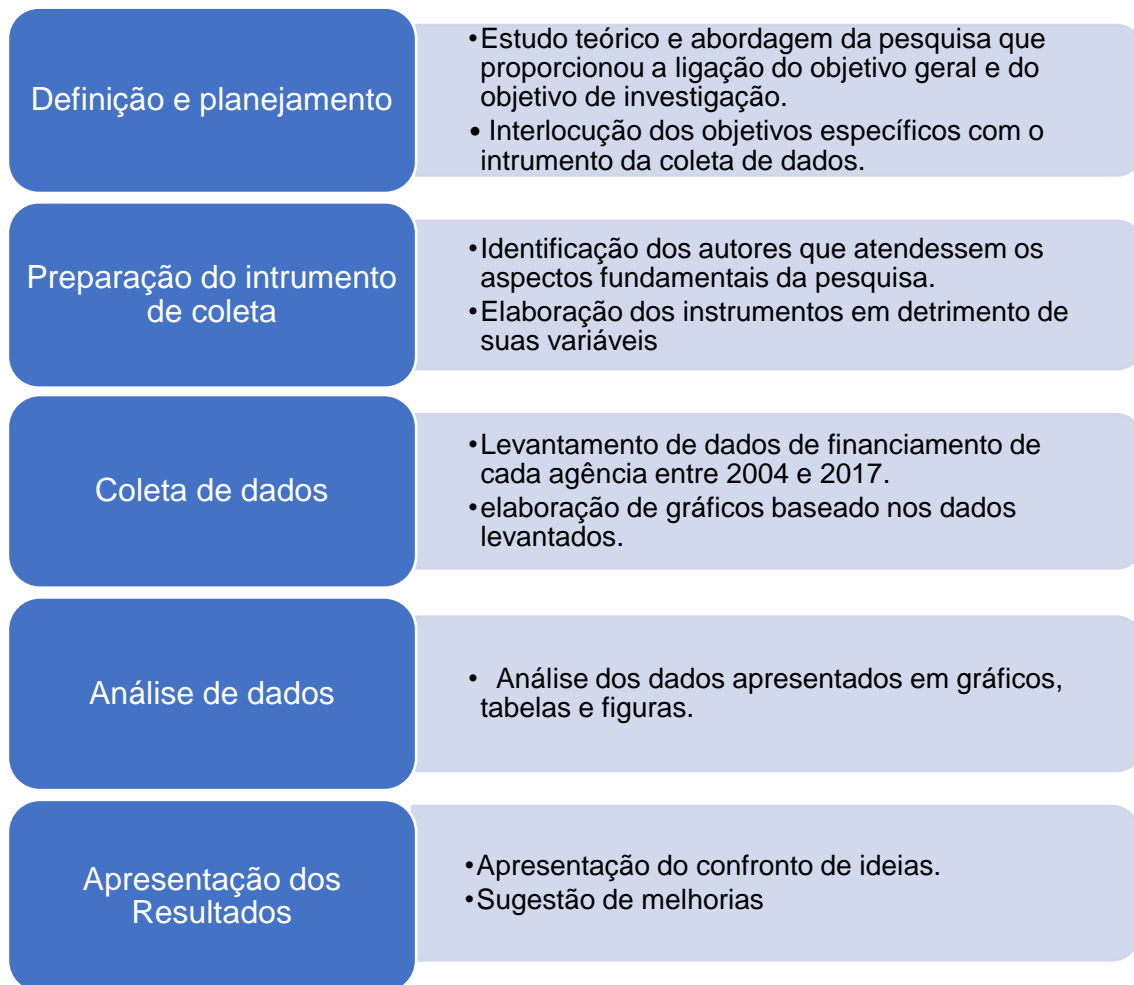 Definição e planejamento
•Estudo teórico e abordagem da pesquisa que
proporcionou a ligação do objetivo geral e do
objetivo de investigação.
• Interlocução dos objetivos específicos com o
intrumento da coleta de dados.
Preparação do intrumento
de coleta
•Identificação dos autores que atendessem os
aspectos fundamentais da pesquisa.
•Elaboração dos instrumentos em detrimento de
suas variáveis
Coleta de dados
•Levantamento de dados de financiamento de
cada agência entre 2004 e 2017.
•elaboração de gráficos baseado nos dados
levantados.
Análise de dados
• Análise dos dados apresentados em gráficos,
tabelas e figuras.
Apresentação dos
Resultados
•Apresentação do confronto de ideias.
•Sugestão de melhorias